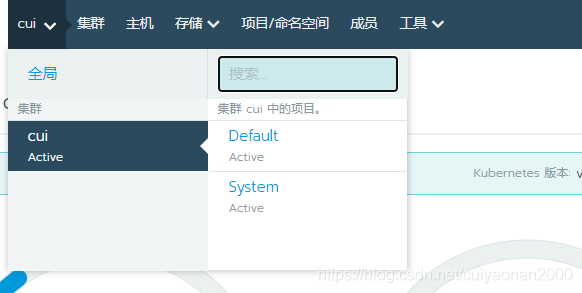 cui 集群 主机 存储 项目/命名空间 成员 工具
全局 搜索...
集群 集群 cui 中的项目。
cui Default
Active Active
System
Active
Kubernetes 版本: v
https://blog.csdn.net/cuiyaonan2000